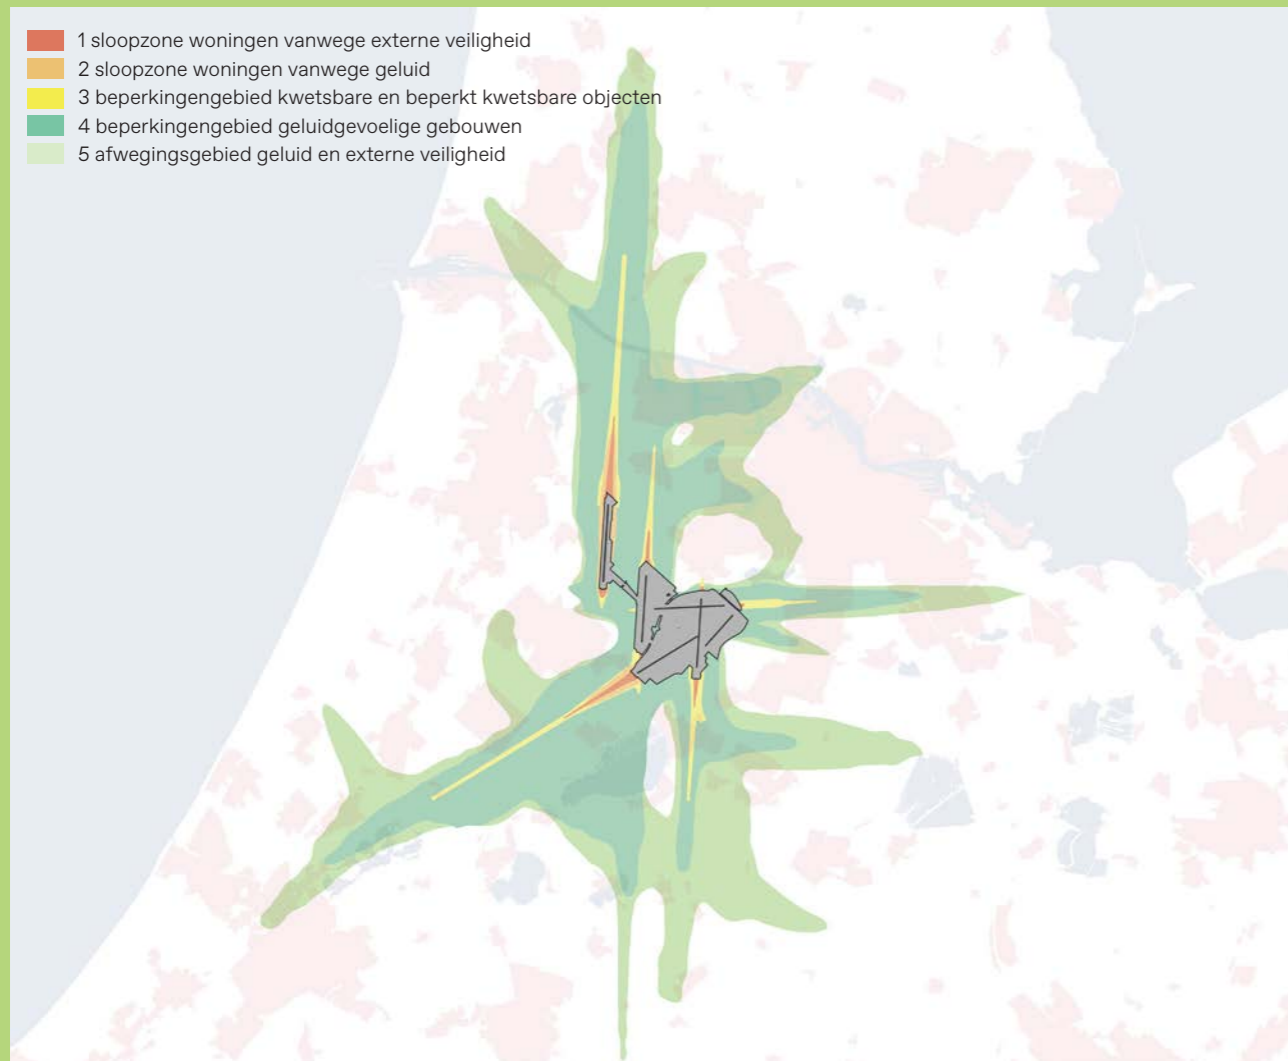 1 sloopzone woningen vanwege externe veiligheid
2 sloopzone woningen vanwege geluid
3 beperkingengebied kwetsbare en beperkt kwetsbare objecten
4 beperkingengebied geluidgevoelige gebouwen
5 afwegingsgebied geluid en externe veiligheid